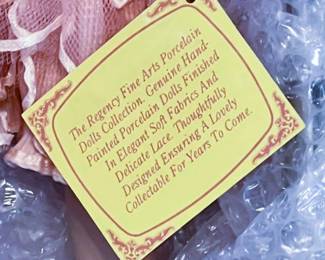 The Regency Fine Arts Porcelain
Dolls Collection. Genuine Hand-
Painted Porcelain Dolls Finished
In Elegant Soft Fabrics And
Delicate Lace. Thoughtfully
Designed Ensuring A Lovely
Collectable For Years To Come.